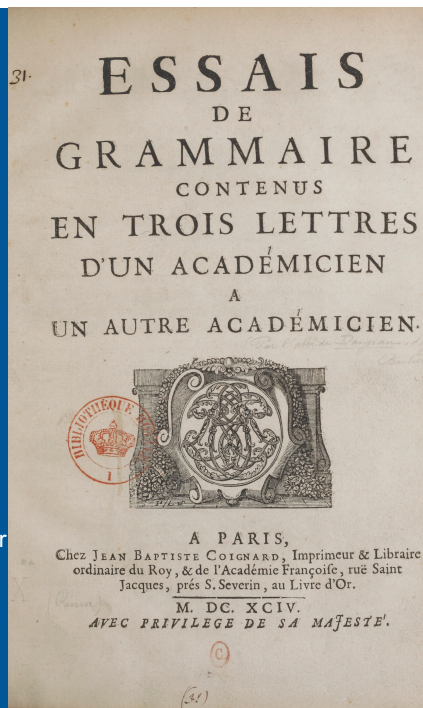 31.
ESSAIS
DE
GRAMMAIRE
CONTENUS
EN TROIS LETTRES
D'UN ACADÉMICIEN
A
UN AUTRE ACADÉMICIEN.
BIBLIOTHEQUE
1
A PARIS,
Chez JEAN BAPTISTE COIGNARD, Imprimeur & Libraire
ordinaire du Roy, & de l'Académie Françoise, ruë Saint
Jacques, prés S. Severin, au Livre d'Or.
M. DC. XCIV.
AVEC PRIVILEGE DE SA MAJESTE'.
C
r